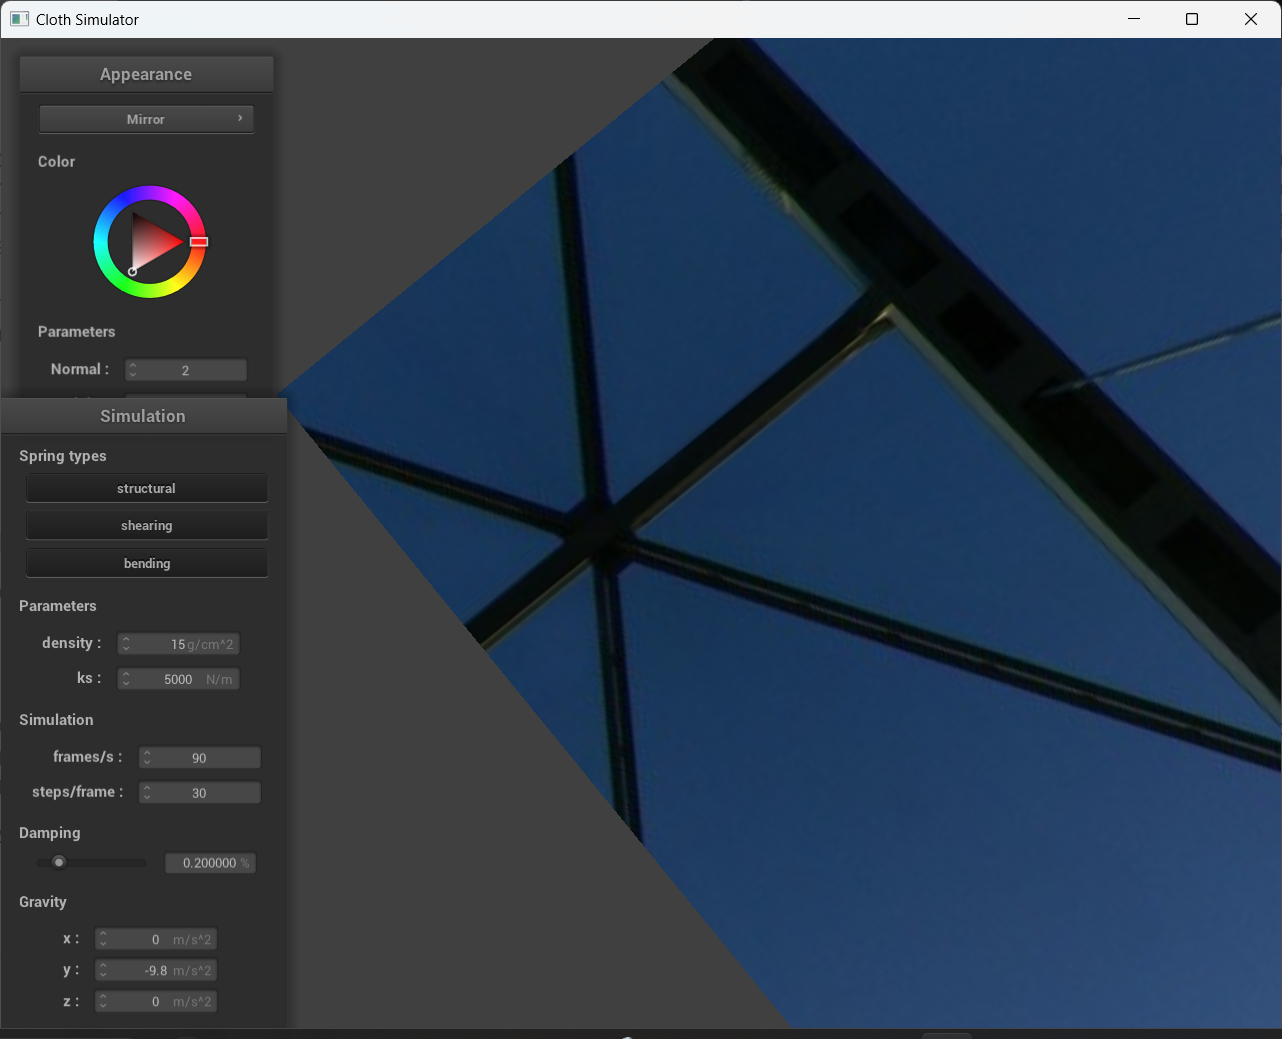 Cloth Simulator
Appearance
Mirror
Color
Parameters
Normal : 2
Simulation
Spring types
structural
shearing
bending
Parameters
density : 15 g/cm^2
ks : 5000 N/m
Simulation
frames/s : 90
steps/frame : 30
Damping
0.200000 %
Gravity
x : 0 m/s^2
y : -9.8 m/s^2
z : 0 m/s^2